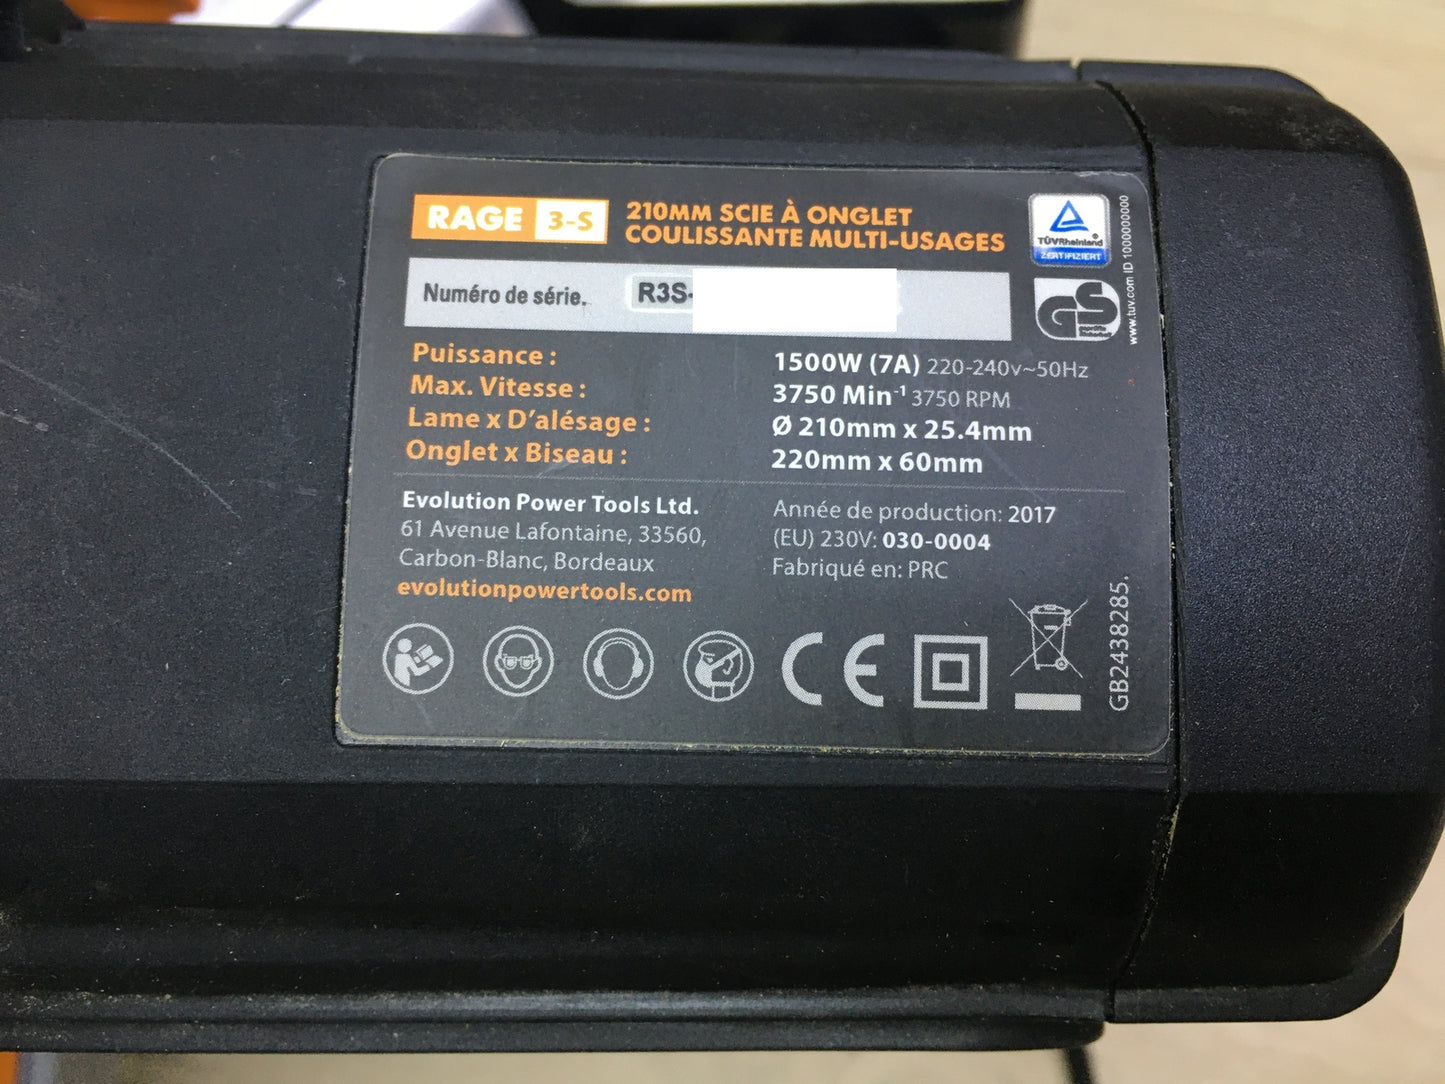 RAGE 3-S
210MM SCIE À ONGLET
COULISSANTE MULTI-USAGES
TÜVRheinland®
ZERTIFIZIERT
GS
www.tuv.com ID 1000000000
Numéro de série. R3S-
Puissance : 1500W (7A) 220-240v~50Hz
Max. Vitesse : 3750 Min-1 3750 RPM
Lame x D'alésage : Ø 210mm x 25.4mm
Onglet x Biseau : 220mm x 60mm
Evolution Power Tools Ltd.
61 Avenue Lafontaine, 33560,
Carbon-Blanc, Bordeaux
evolutionpowertools.com
Année de production: 2017
(EU) 230V: 030-0004
Fabriqué en: PRC
CE
GB2438285.